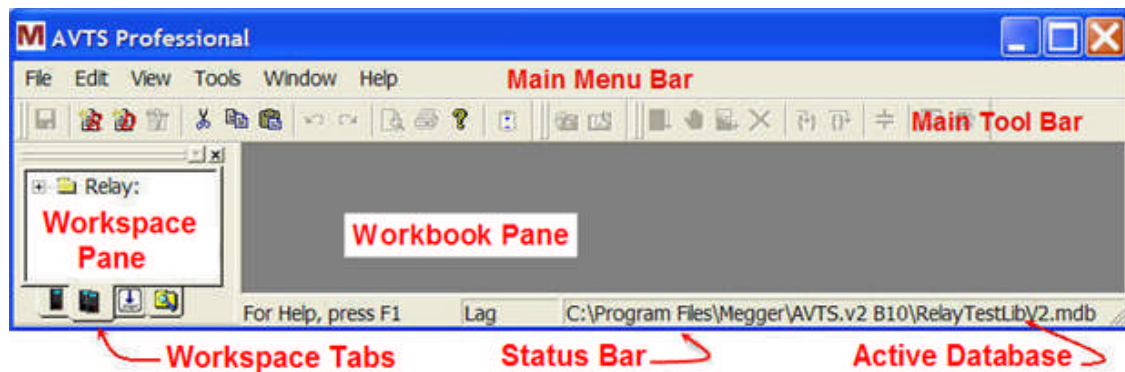 M AVTS Professional
File Edit View Tools Window Help Main Menu Bar
Main Tool Bar
Relay:
Workspace
Pane
Workbook Pane
For Help, press F1 Lag C:\Program Files\Megger\AVTS.v2 B10\RelayTestLibV2.mdb
Workspace Tabs Status Bar Active Database